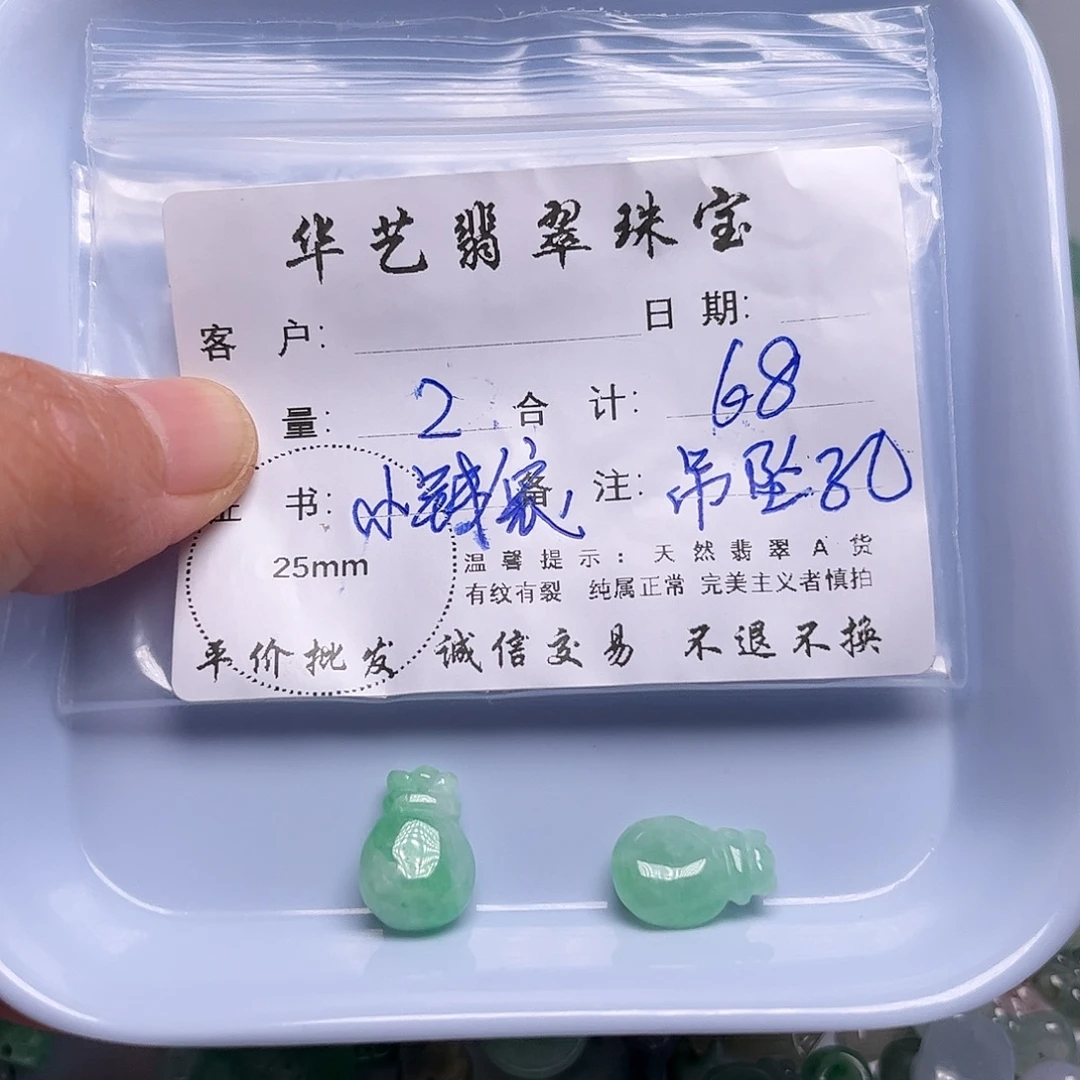 华艺翡翠珠宝
客 户: 日 期:
量: 2 合 计: 68
证 书: 小钱袋 备 注: 吊坠孔
25mm
温馨提示: 天然翡翠A货
有纹有裂 纯属正常 完美主义者慎拍
平价批发 诚信交易 不退不换